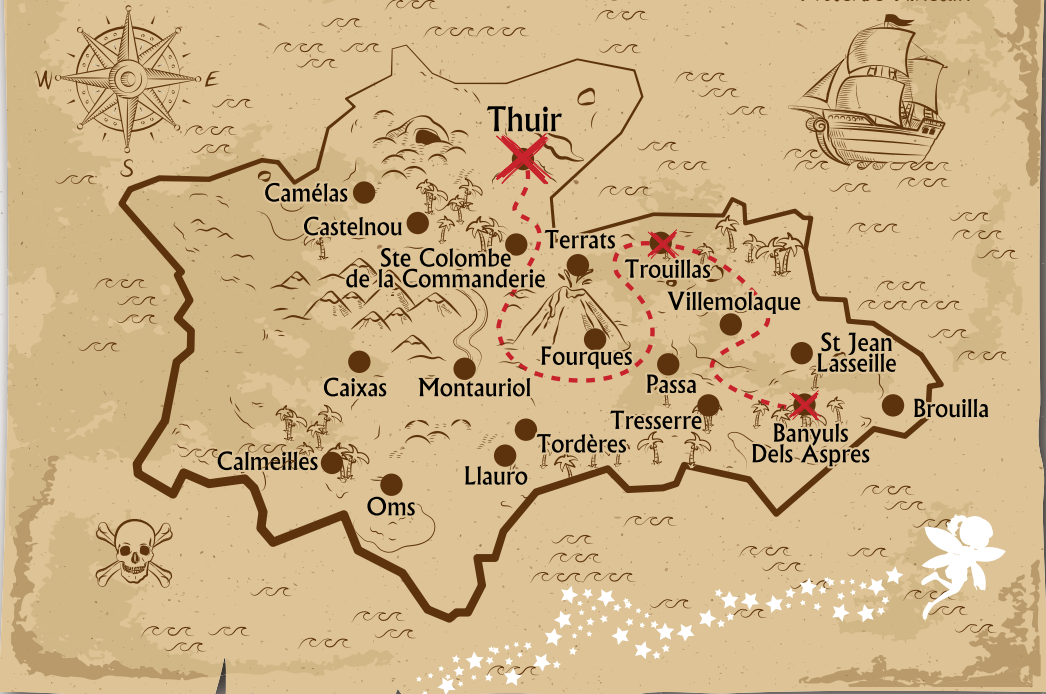 W
E
S
Thuir
Camélas
Castelnou
Ste Colombe
de la Commanderie
Terrats
Trouillas
Villemolaque
St Jean
Lasseille
Fourques
Caixas
Montauriol
Passa
Tresserre
Brouilla
Banyuls
Dels Aspres
Tordères
Calmeilles
Llauro
Oms